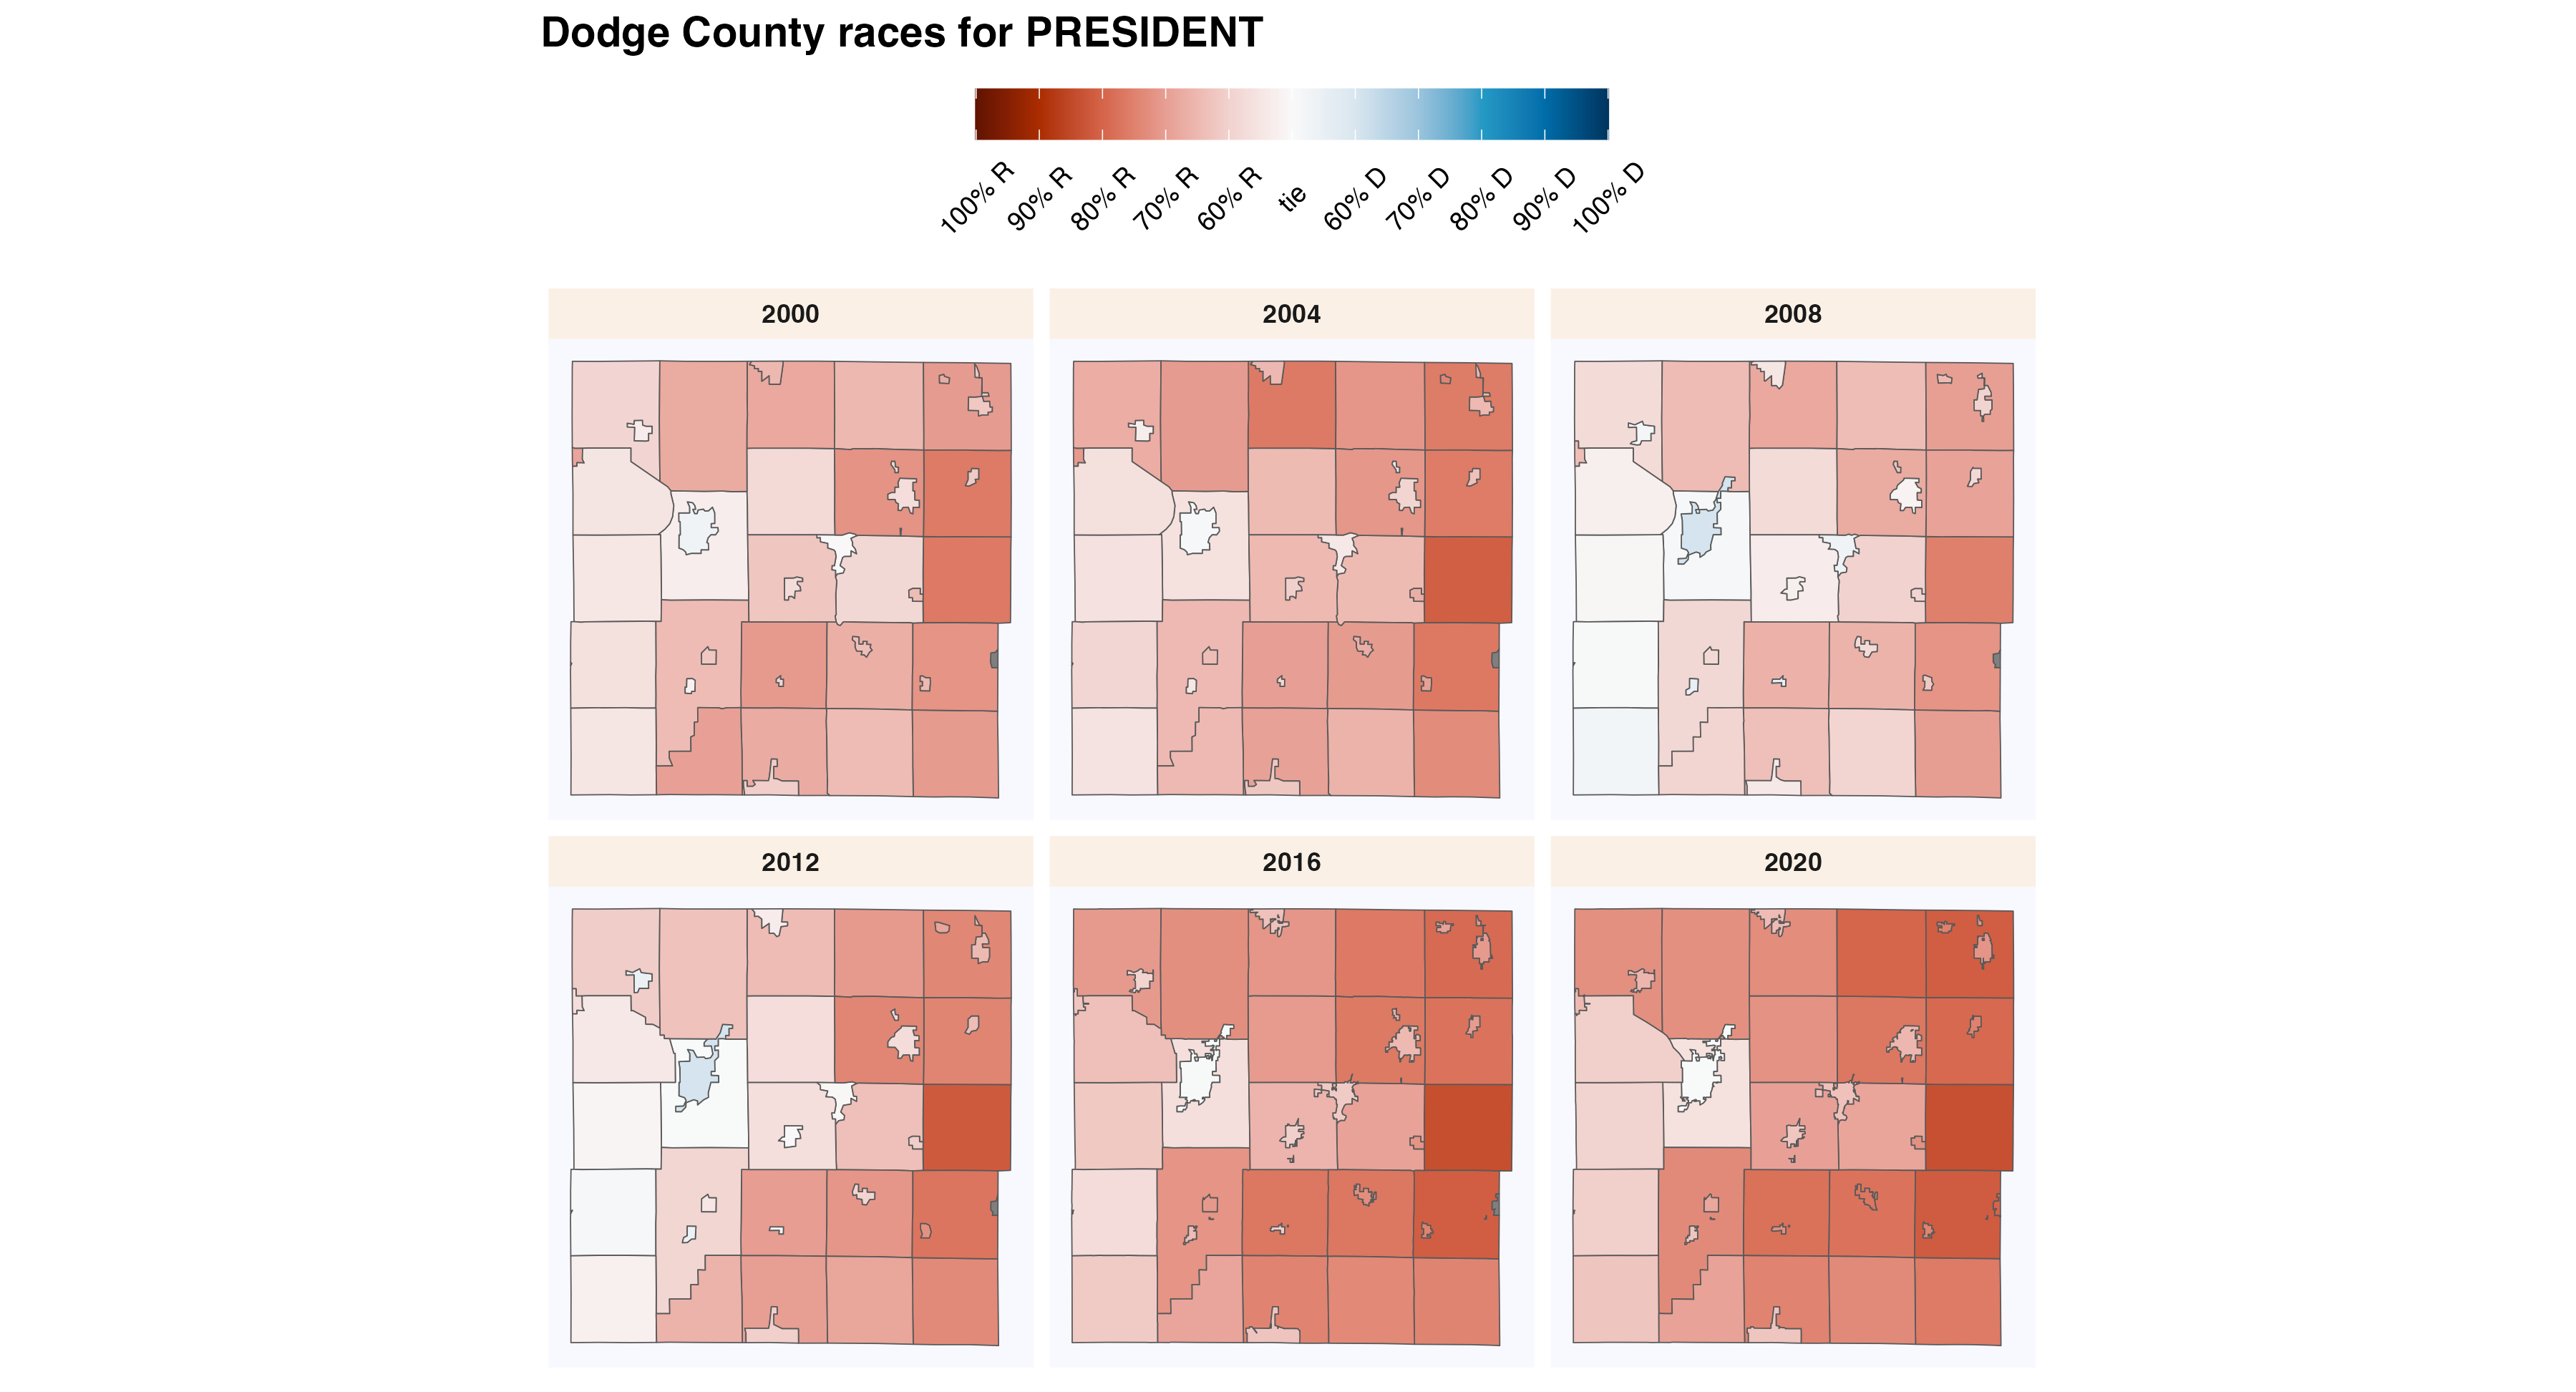 Dodge County races for PRESIDENT
100% R 90% R 80% R 70% R 60% R tie 60% D 70% D 80% D 90% D 100% D
2000 2004 2008
2012 2016 2020